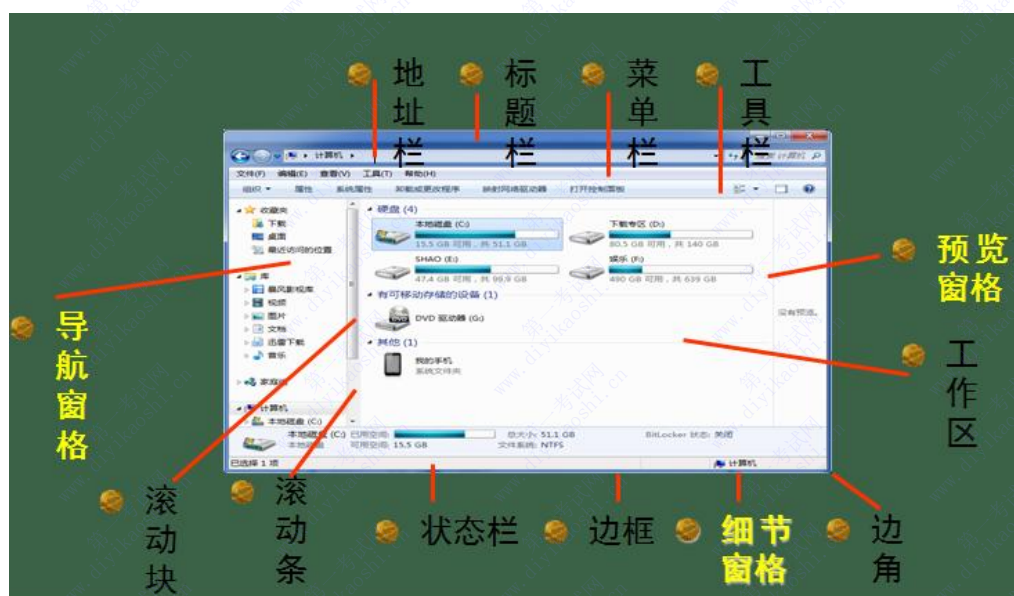 地址栏
标题栏
菜单栏
工具栏
计算机
搜索 计算机
文件(F) 编辑(E) 查看(V) 工具(T) 帮助(H)
组织 属性 系统属性 卸载或更改程序 映射网络驱动器 打开控制面板
收藏夹
下载
桌面
最近访问的位置
库
暴风影视库
视频
图片
文档
迅雷下载
音乐
家庭组
计算机
本地磁盘 (C:)
硬盘 (4)
本地磁盘 (C:)
15.5 GB 可用,共 51.1 GB
下载专区 (D:)
80.5 GB 可用,共 140 GB
SHAO (E:)
47.4 GB 可用,共 99.9 GB
娱乐 (F:)
480 GB 可用,共 639 GB
有可移动存储的设备 (1)
DVD 驱动器 (G:)
其他 (1)
我的手机
系统文件夹
没有预览。
本地磁盘 (C:) 已用空间: 总大小: 51.1 GB BitLocker 状态: 关闭
本地磁盘 可用空间: 15.5 GB 文件系统: NTFS
已选择 1 项 计算机
预览窗格
工作区
导航窗格
滚动块
滚动条
状态栏
边框
细节窗格
边角